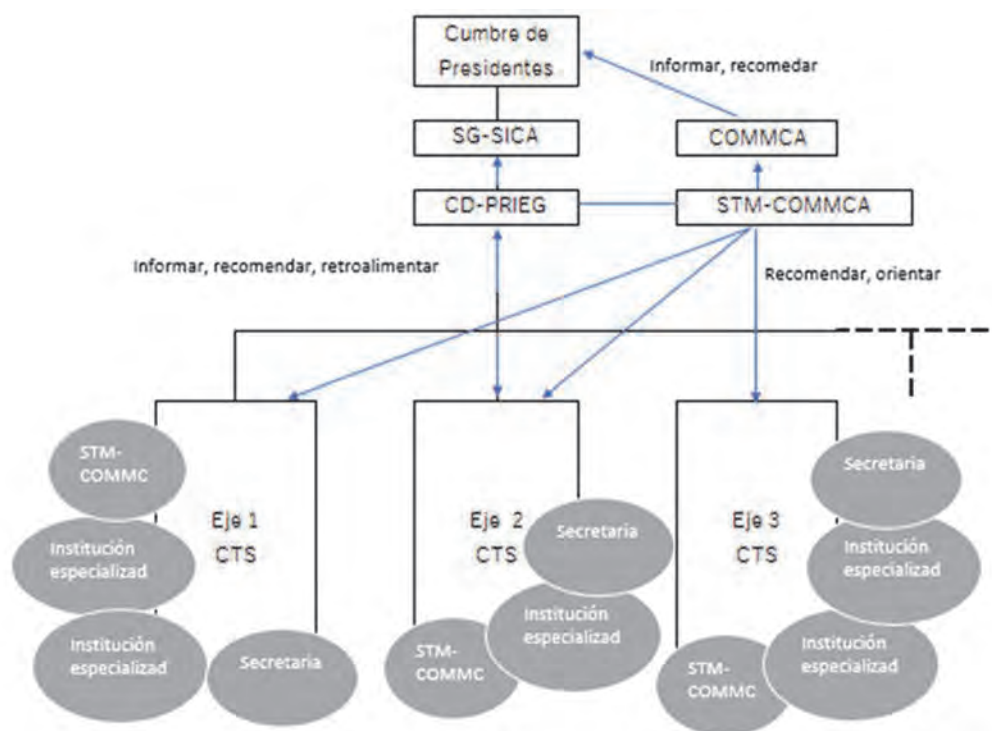 Cumbre de
Presidentes
Informar, recomedar
SG-SICA
COMMCA
CD-PRIEG
STM-COMMCA
Informar, recomendar, retroalimentar
Recomendar, orientar
STM-
COMMC
Institución
especializad
Institución
especializad
Eje 1
CTS
Secretaria
Eje 2
CTS
Secretaria
Institución
especializad
STM-
COMMC
Eje 3
CTS
Secretaria
Institución
especializad
Institución
especializad
STM-
COMMC